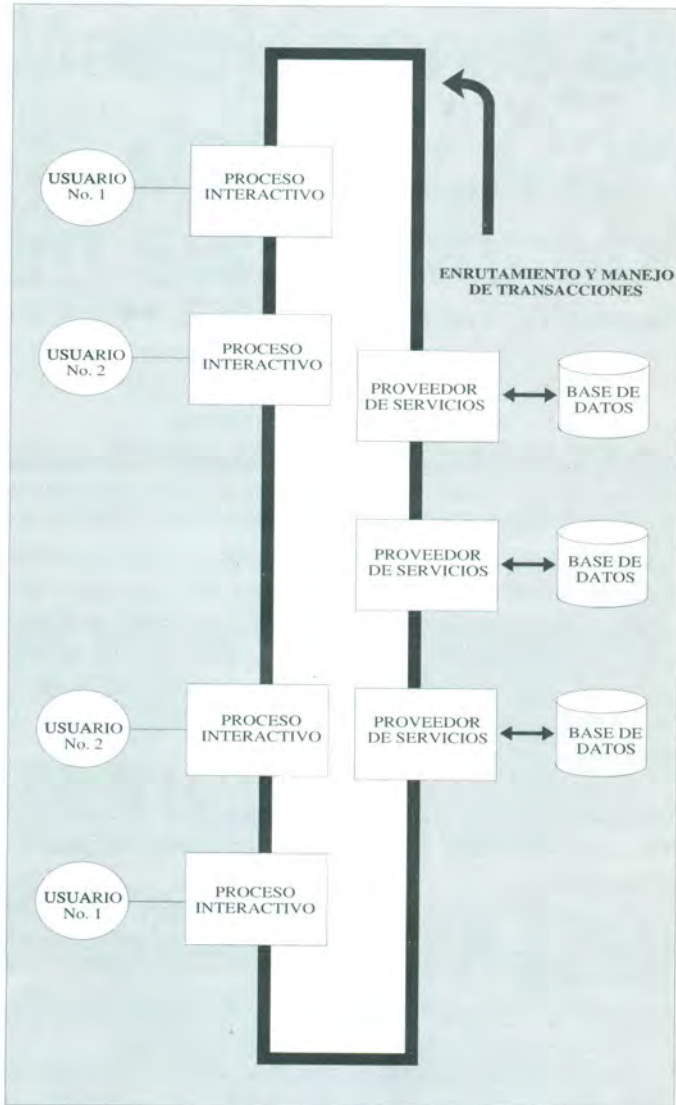 USUARIO
No. 1
PROCESO
INTERACTIVO
ENRUTAMIENTO Y MANEJO
DE TRANSACCIONES
USUARIO
No. 2
PROCESO
INTERACTIVO
PROVEEDOR
DE SERVICIOS
BASE DE
DATOS
PROVEEDOR
DE SERVICIOS
BASE DE
DATOS
USUARIO
No. 2
PROCESO
INTERACTIVO
PROVEEDOR
DE SERVICIOS
BASE DE
DATOS
USUARIO
No. 1
PROCESO
INTERACTIVO